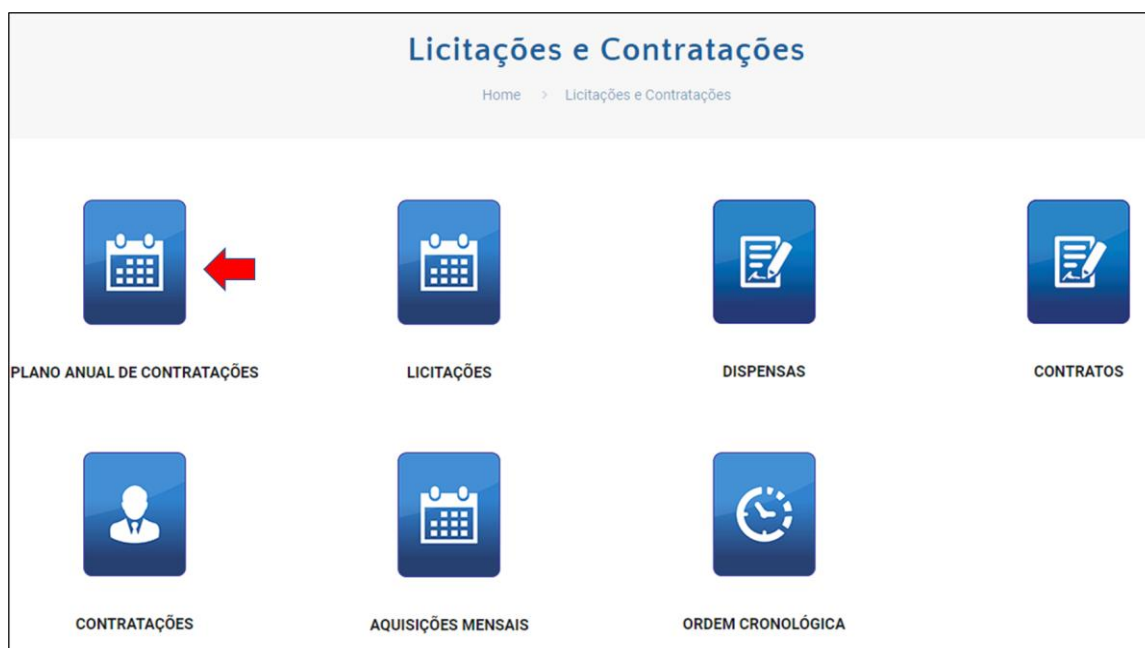 Licitações e Contratações
Home > Licitações e Contratações
PLANO ANUAL DE CONTRATAÇÕES
LICITAÇÕES
DISPENSAS
CONTRATOS
CONTRATAÇÕES
AQUISIÇÕES MENSAIS
ORDEM CRONOLÓGICA